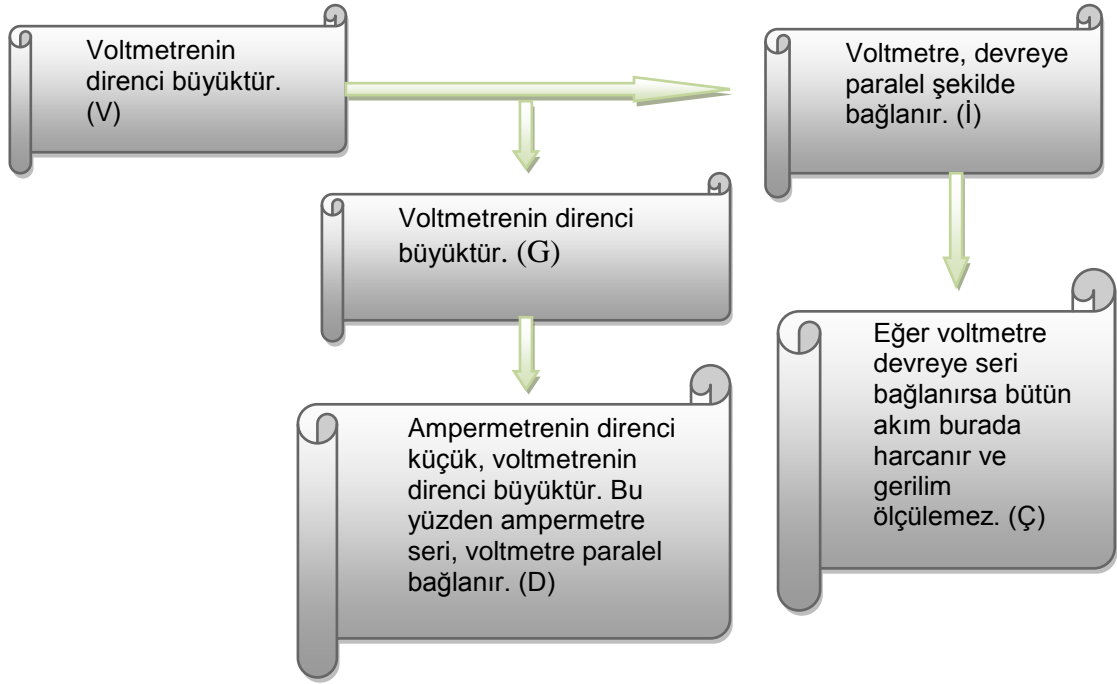 Voltmetrenin
direnci büyüktür.
(V)
Voltmetre, devreye
paralel şekilde
bağlanır. (İ)
Voltmetrenin direnci
büyüktür. (G)
Eğer voltmetre
devreye seri
bağlanırsa bütün
akım burada
harcanır ve
gerilim
ölçülemez. (Ç)
Ampermetrenin direnci
küçük, voltmetrenin
direnci büyüktür. Bu
yüzden ampermetre
seri, voltmetre paralel
bağlanır. (D)